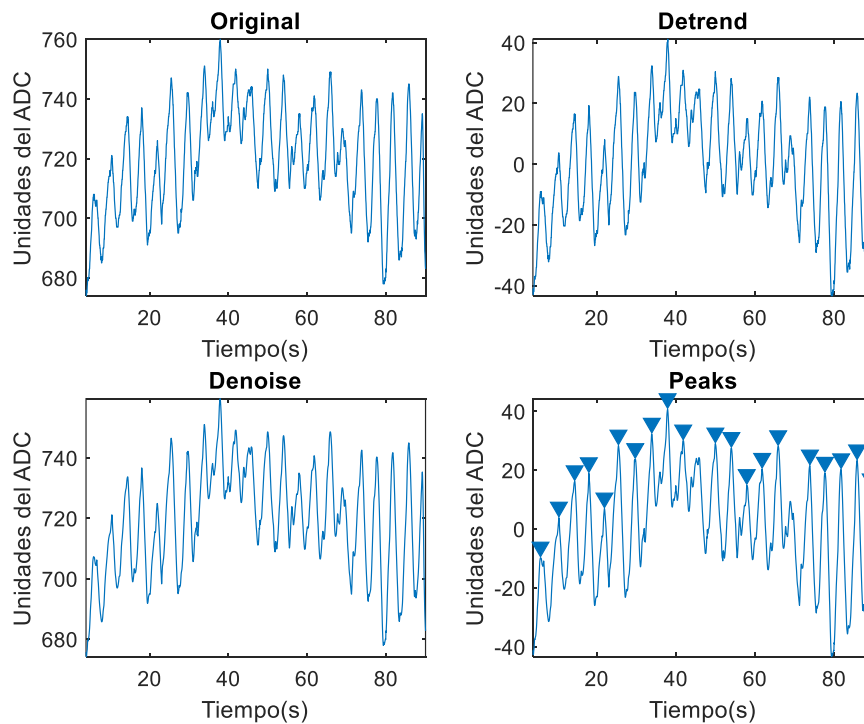 Original
760
740
720
700
680
Unidades del ADC
20 40 60 80
Tiempo(s)
Detrend
40
20
0
-20
-40
Unidades del ADC
20 40 60 80
Tiempo(s)
Denoise
740
720
700
680
Unidades del ADC
20 40 60 80
Tiempo(s)
Peaks
40
20
0
-20
-40
Unidades del ADC
20 40 60 80
Tiempo(s)